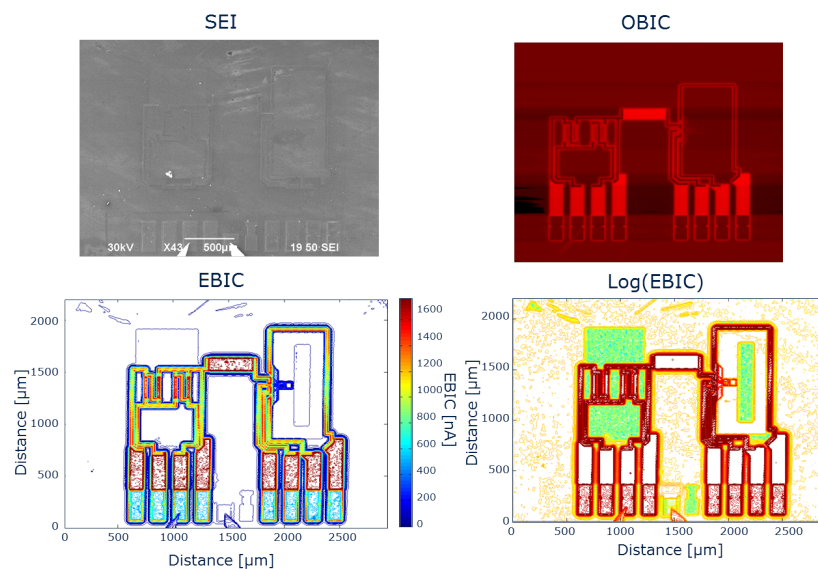 SEI
OBIC
30kV X43 500µm 19 50 SEI
EBIC
Log(EBIC)
2000
1500
1000
500
0
Distance [µm]
0 500 1000 1500 2000 2500
Distance [µm]
1600
1400
1200
1000
800
600
400
200
0
EBIC [nA]
2000
1500
1000
500
0
Distance [µm]
0 500 1000 1500 2000 2500
Distance [µm]